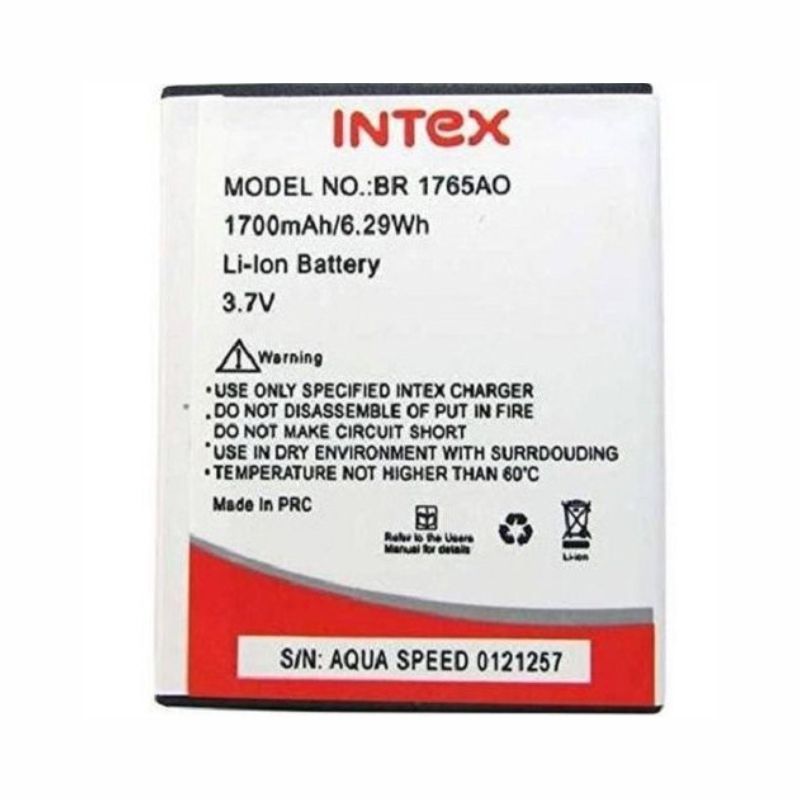 INTEX
MODEL NO.:BR 1765AO
1700mAh/6.29Wh
Li-Ion Battery
3.7V
Warning
•USE ONLY SPECIFIED INTEX CHARGER
•DO NOT DISASSEMBLE OF PUT IN FIRE
DO NOT MAKE CIRCUIT SHORT
•USE IN DRY ENVIRONMENT WITH SURRDOUDING
•TEMPERATURE NOT HIGHER THAN 60°C
Made In PRC
Refer to the Users
Manual for details
Li-ion
S/N: AQUA SPEED 0121257